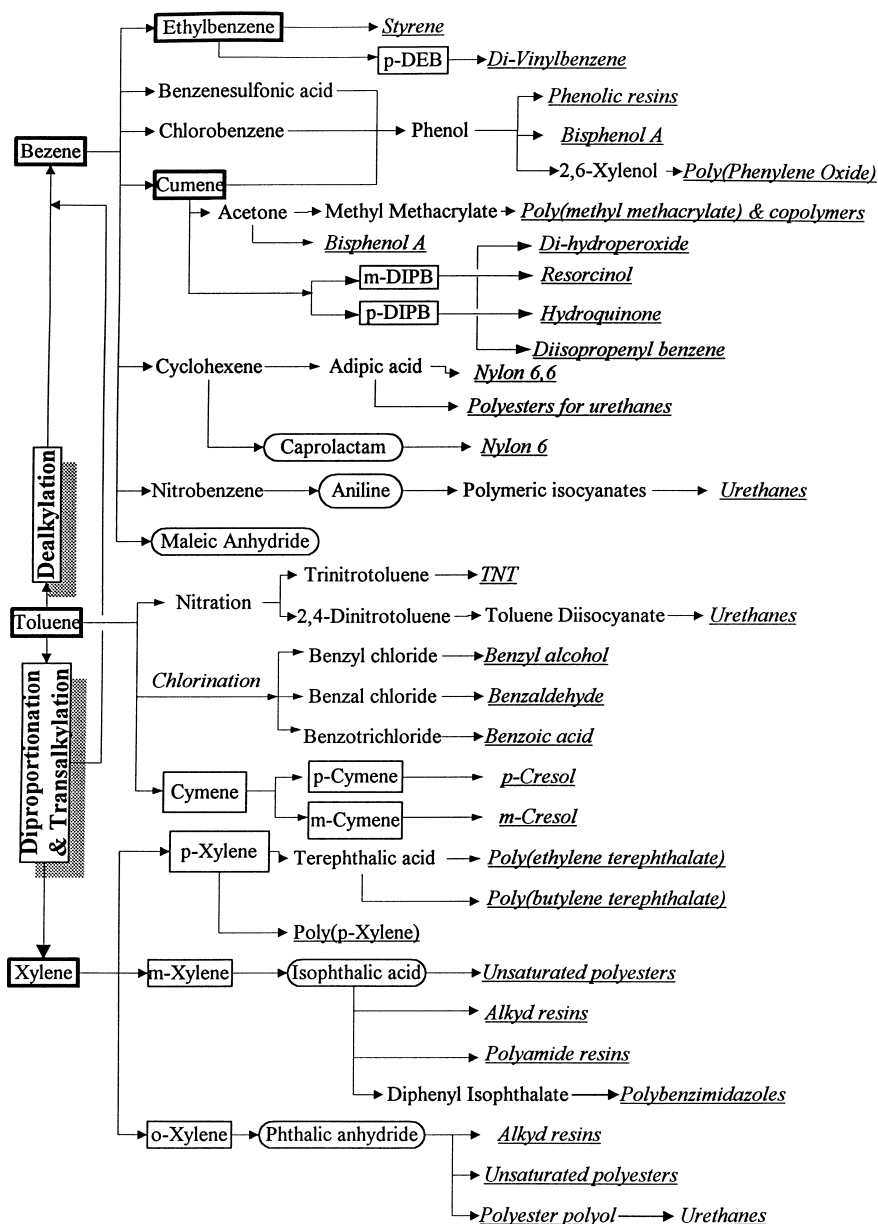 Ethylbenzene Styrene
p-DEB Di-Vinylbenzene
Benzenesulfonic acid
Phenolic resins
Bezene Chlorobenzene Phenol Bisphenol A
2,6-Xylenol Poly(Phenylene Oxide)
Cumene
Acetone Methyl Methacrylate Poly(methyl methacrylate) & copolymers
Bisphenol A Di-hydroperoxide
m-DIPB Resorcinol
p-DIPB Hydroquinone
Diisopropenyl benzene
Cyclohexene Adipic acid Nylon 6,6
Polyesters for urethanes
Caprolactam Nylon 6
Dealkylation
Nitrobenzene Aniline Polymeric isocyanates Urethanes
Maleic Anhydride
Trinitrotoluene TNT
Toluene Nitration
2,4-Dinitrotoluene Toluene Diisocyanate Urethanes
Benzyl chloride Benzyl alcohol
Chlorination
Benzal chloride Benzaldehyde
Benzotrichloride Benzoic acid
Diproportionation
& Transalkylation
p-Cymene p-Cresol
Cymene
m-Cymene m-Cresol
p-Xylene Terephthalic acid Poly(ethylene terephthalate)
Poly(butylene terephthalate)
Poly(p-Xylene)
Xylene m-Xylene Isophthalic acid Unsaturated polyesters
Alkyd resins
Polyamide resins
Diphenyl Isophthalate Polybenzimidazoles
o-Xylene Phthalic anhydride Alkyd resins
Unsaturated polyesters
Polyester polyol Urethanes